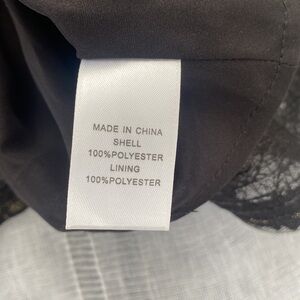 MADE IN CHINA
SHELL
100%POLYESTER
LINING
100%POLYESTER